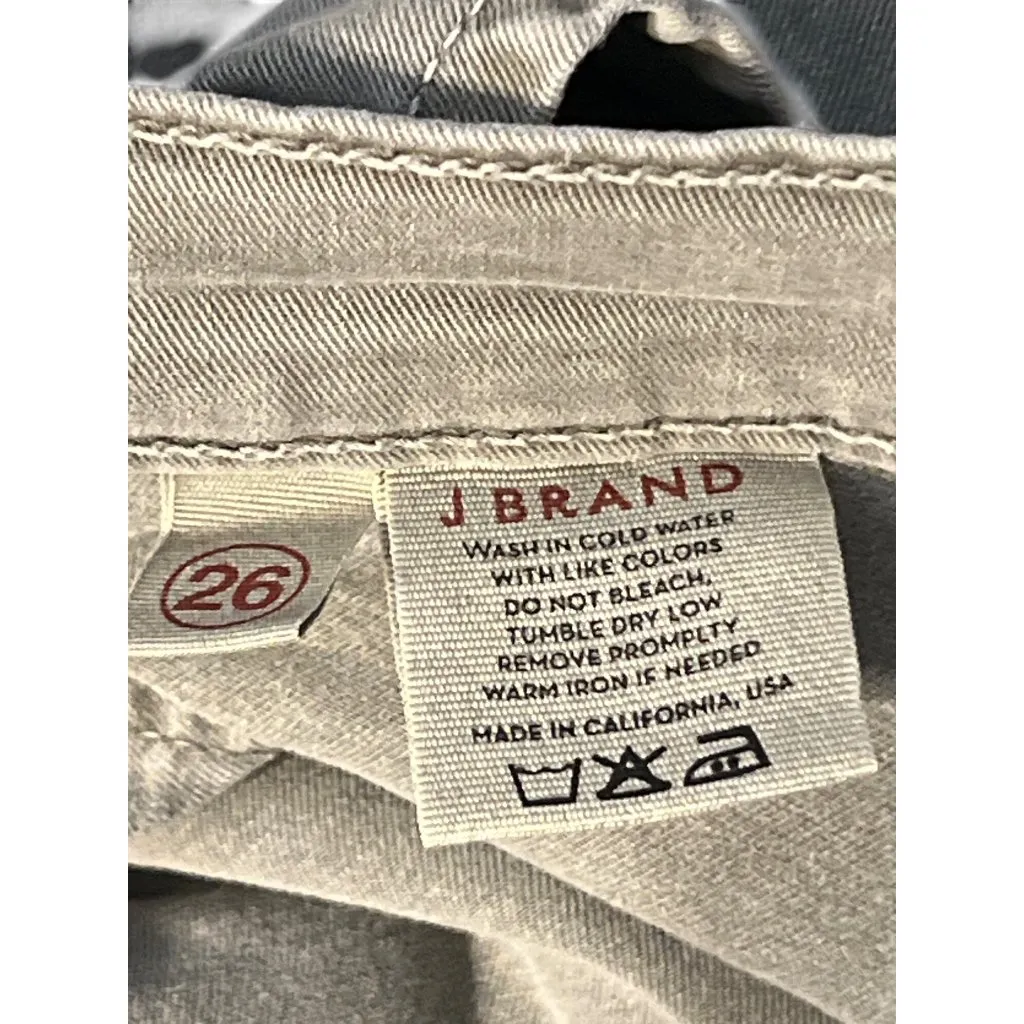 26
J BRAND
WASH IN COLD WATER
WITH LIKE COLORS
DO NOT BLEACH,
TUMBLE DRY LOW
REMOVE PROMPLTY
WARM IRON IF NEEDED
MADE IN CALIFORNIA, USA